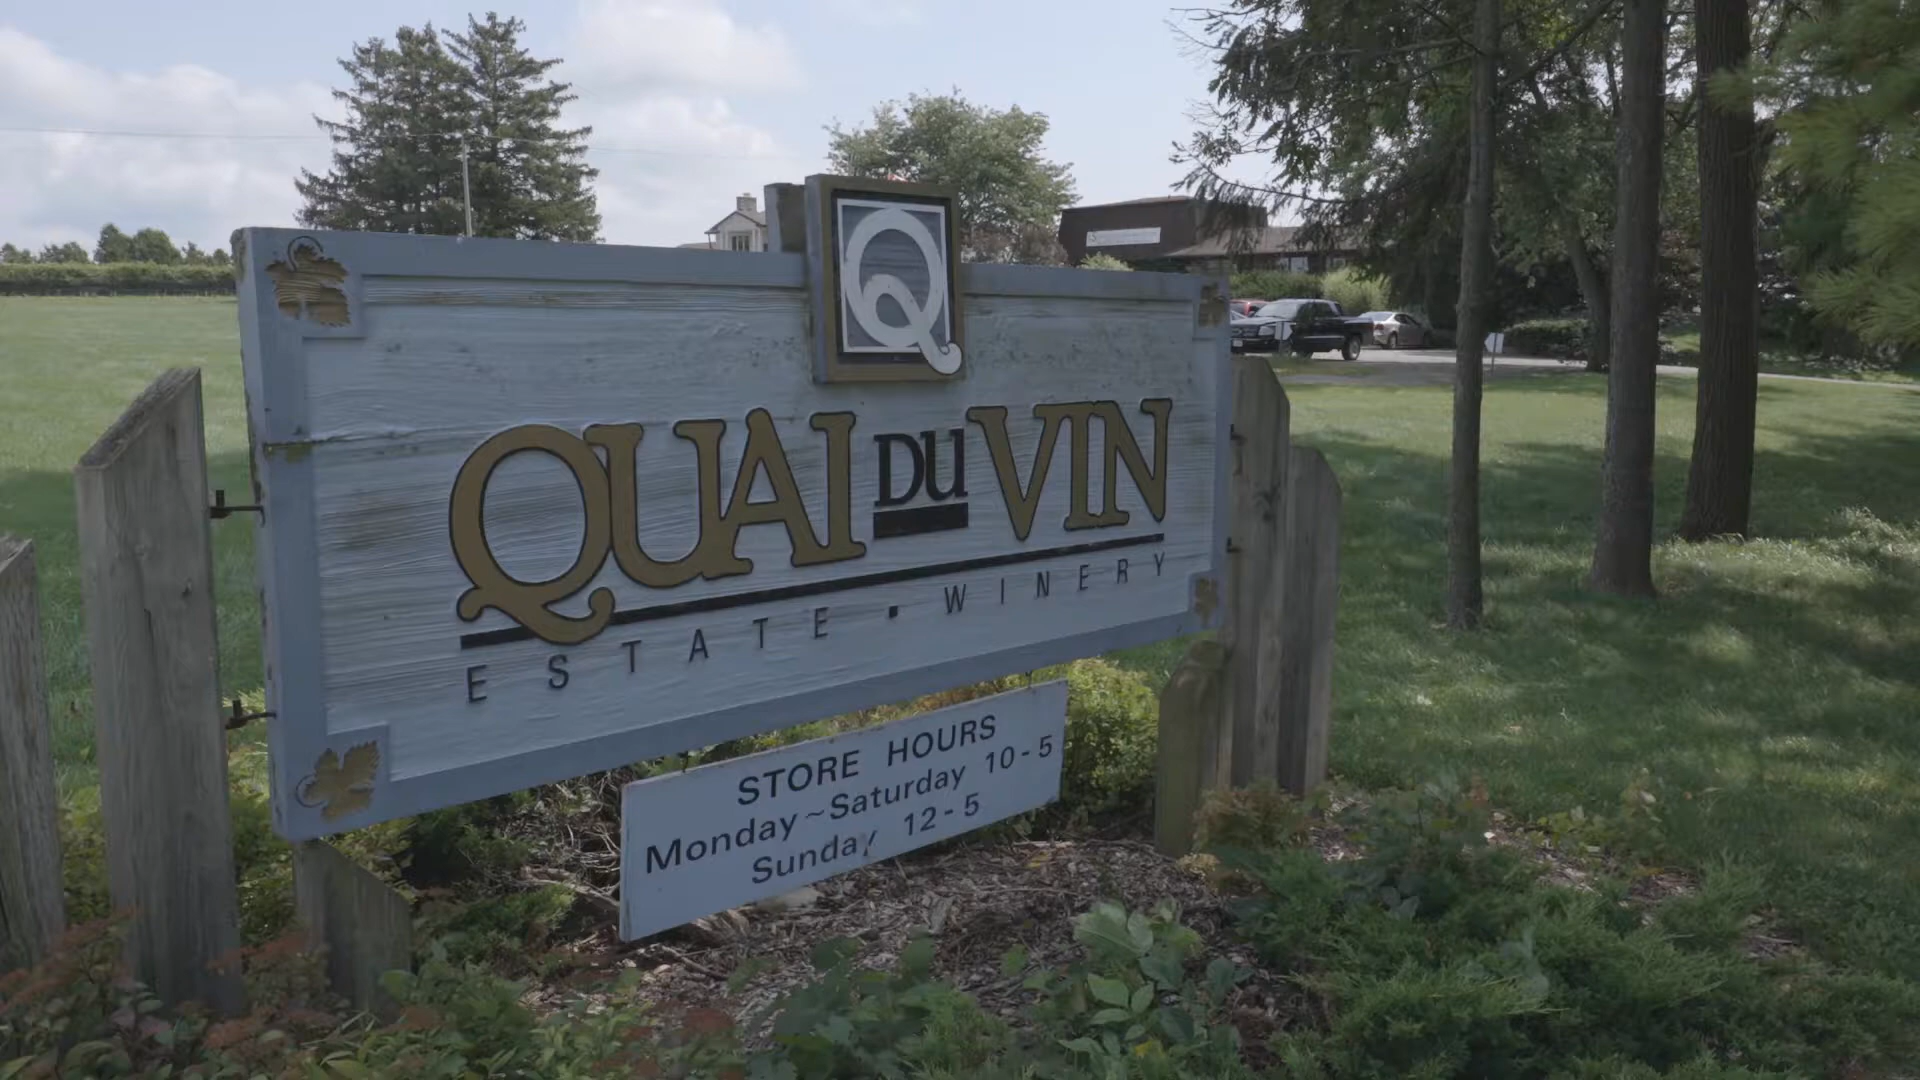 Q
QUAI DU VIN
ESTATE • WINERY
STORE HOURS
Monday ~ Saturday 10 - 5
Sunday 12 - 5